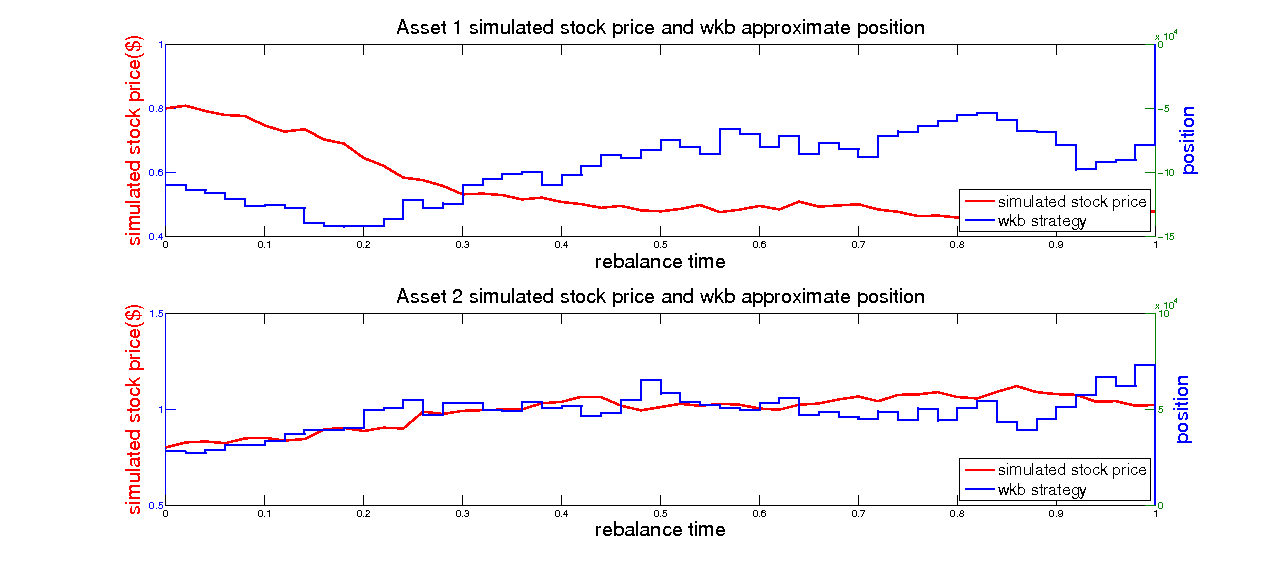 Asset 1 simulated stock price and wkb approximate position
x 10^4
simulated stock price($)
1
0.8
0.6
0.4
0
-5
-10
-15
position
simulated stock price
wkb strategy
0 0.1 0.2 0.3 0.4 0.5 0.6 0.7 0.8 0.9 1
rebalance time
Asset 2 simulated stock price and wkb approximate position
x 10^4
simulated stock price($)
1.5
1
0.5
10
5
0
position
simulated stock price
wkb strategy
0 0.1 0.2 0.3 0.4 0.5 0.6 0.7 0.8 0.9 1
rebalance time